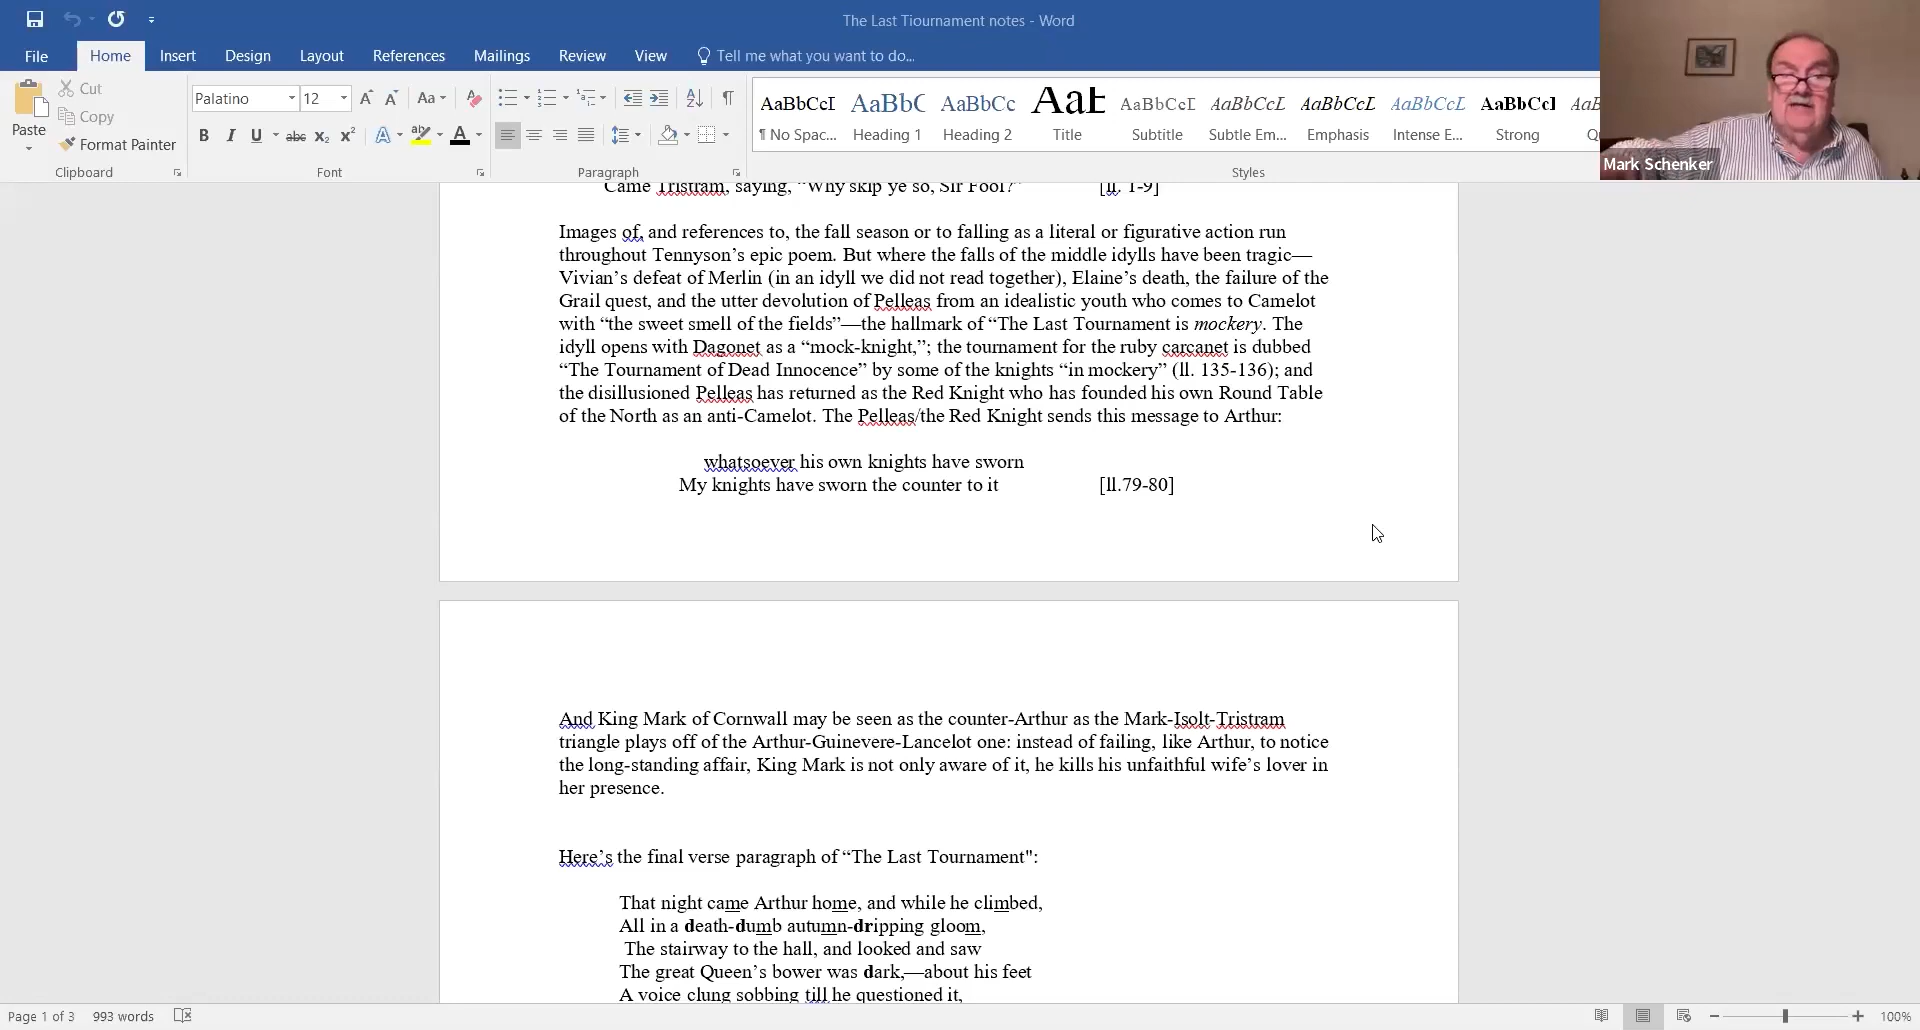 The Last Tiournament notes - Word
File Home Insert Design Layout References Mailings Review View Tell me what you want to do...
Paste
Cut
Copy
Format Painter
Clipboard
Palatino 12
Font
Paragraph
AaBbCcI AaBbC AaBbCc AaE AaBbCcD AaBbCcL AaBbCcL AaBbCcL AaBbCcI Aa
¶ No Spac... Heading 1 Heading 2 Title Subtitle Subtle Em... Emphasis Intense E... Strong
Styles
Mark Schenker
Came Tristram, saying, “Why skip ye so, Sir Fool?” [ll. 1-9]
Images of, and references to, the fall season or to falling as a literal or figurative action run
throughout Tennyson’s epic poem. But where the falls of the middle idylls have been tragic—
Vivian’s defeat of Merlin (in an idyll we did not read together), Elaine’s death, the failure of the
Grail quest, and the utter devolution of Pelleas from an idealistic youth who comes to Camelot
with “the sweet smell of the fields”—the hallmark of “The Last Tournament is mockery. The
idyll opens with Dagonet as a “mock-knight,”; the tournament for the ruby carcanet is dubbed
“The Tournament of Dead Innocence” by some of the knights “in mockery” (ll. 135-136); and
the disillusioned Pelleas has returned as the Red Knight who has founded his own Round Table
of the North as an anti-Camelot. The Pelleas/the Red Knight sends this message to Arthur:
whatsoever his own knights have sworn
My knights have sworn the counter to it [ll.79-80]
And King Mark of Cornwall may be seen as the counter-Arthur as the Mark-Isolt-Tristram
triangle plays off of the Arthur-Guinevere-Lancelot one: instead of failing, like Arthur, to notice
the long-standing affair, King Mark is not only aware of it, he kills his unfaithful wife’s lover in
her presence.
Here’s the final verse paragraph of “The Last Tournament":
That night came Arthur home, and while he climbed,
All in a death-dumb autumn-dripping gloom,
The stairway to the hall, and looked and saw
The great Queen’s bower was dark,—about his feet
A voice clung sobbing till he questioned it,
Page 1 of 3 993 words 100%